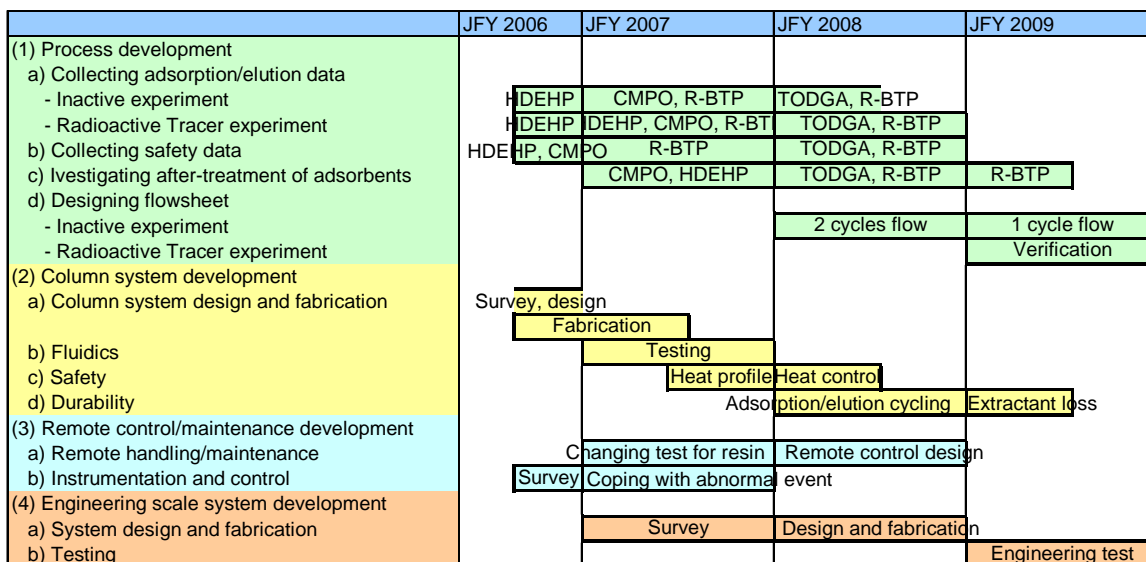 JFY 2006 JFY 2007 JFY 2008 JFY 2009
(1) Process development
a) Collecting adsorption/elution data
- Inactive experiment HDEHP CMPO, R-BTP TODGA, R-BTP
- Radioactive Tracer experiment HDEHP IDEHP, CMPO, R-BTI TODGA, R-BTP
b) Collecting safety data HDEHP, CMPO R-BTP TODGA, R-BTP
c) Ivestigating after-treatment of adsorbents CMPO, HDEHP TODGA, R-BTP R-BTP
d) Designing flowsheet
- Inactive experiment 2 cycles flow 1 cycle flow
- Radioactive Tracer experiment Verification
(2) Column system development
a) Column system design and fabrication Survey, design
Fabrication
b) Fluidics Testing
c) Safety Heat profile Heat control
d) Durability Adsorption/elution cycling Extractant loss
(3) Remote control/maintenance development
a) Remote handling/maintenance Changing test for resin Remote control design
b) Instrumentation and control Survey Coping with abnormal event
(4) Engineering scale system development
a) System design and fabrication Survey Design and fabrication
b) Testing Engineering test